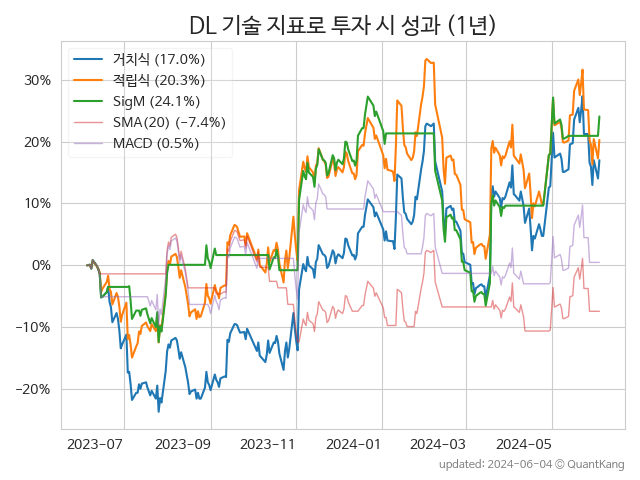 DL 기술 지표로 투자 시 성과 (1년)
거치식 (17.0%)
적립식 (20.3%)
SigM (24.1%)
SMA(20) (−7.4%)
MACD (0.5%)
30%
20%
10%
0%
−10%
−20%
2023-07 2023-09 2023-11 2024-01 2024-03 2024-05
updated: 2024-06-04 ⓒ QuantKang